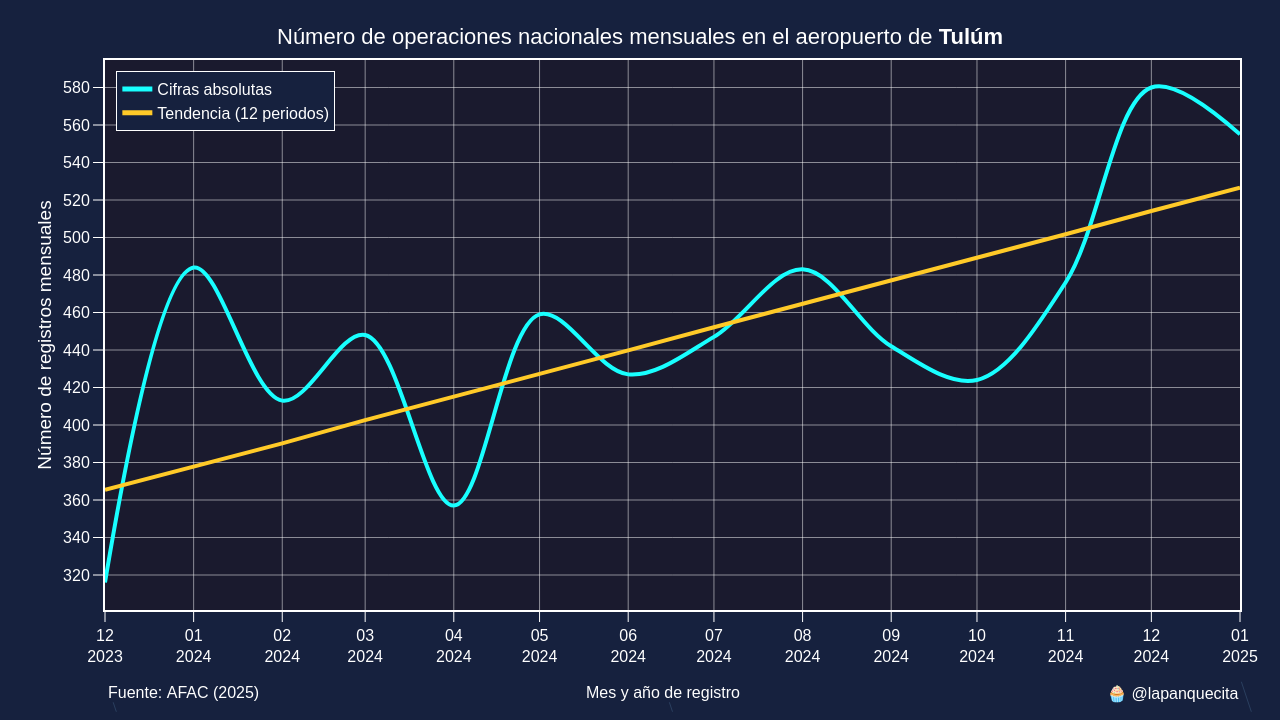 Número de operaciones nacionales mensuales en el aeropuerto de Tulúm
Cifras absolutas
Tendencia (12 periodos)
Número de registros mensuales
580
560
540
520
500
480
460
440
420
400
380
360
340
320
12 01 02 03 04 05 06 07 08 09 10 11 12 01
2023 2024 2024 2024 2024 2024 2024 2024 2024 2024 2024 2024 2024 2025
Fuente: AFAC (2025) Mes y año de registro 🧁 @lapanquecita